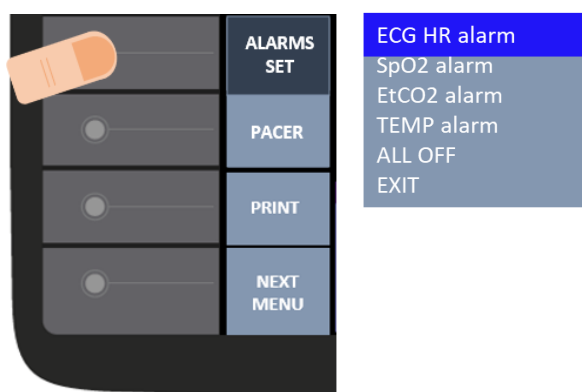 ALARMS
SET
PACER
PRINT
NEXT
MENU
ECG HR alarm
SpO2 alarm
EtCO2 alarm
TEMP alarm
ALL OFF
EXIT